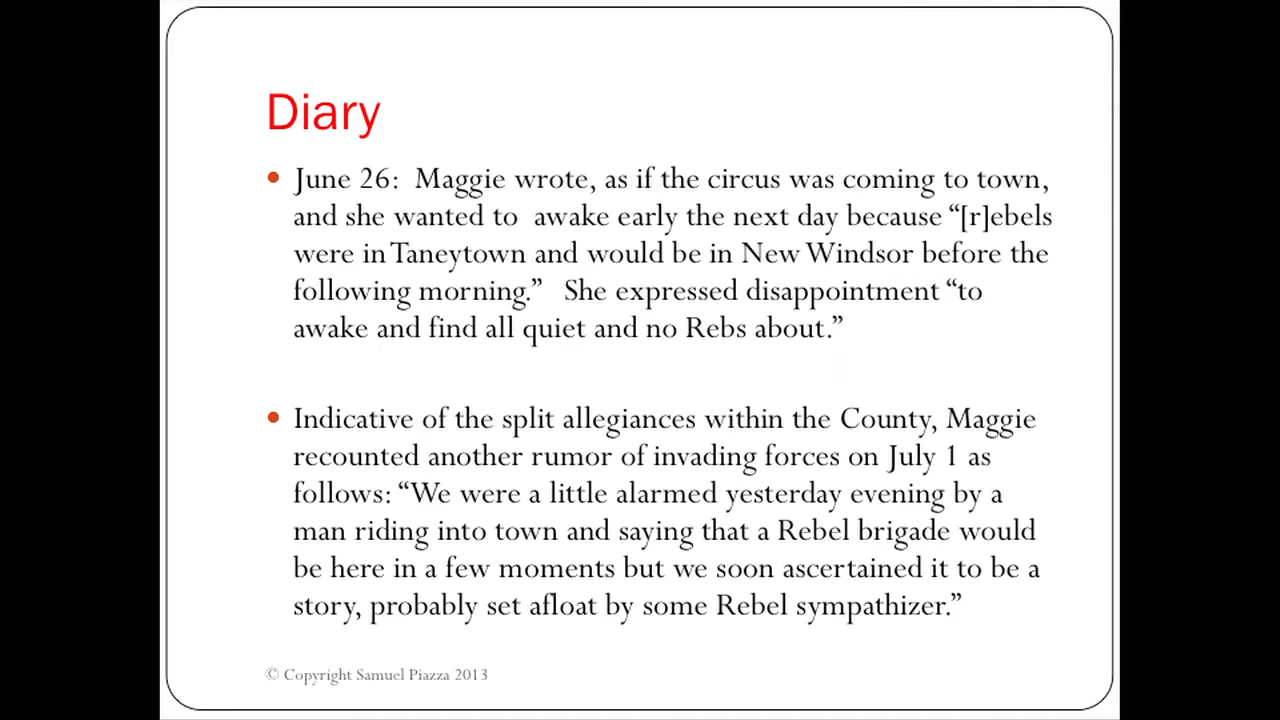 Diary
• June 26:  Maggie wrote, as if the circus was coming to town,
and she wanted to  awake early the next day because “[r]ebels
were in Taneytown and would be in New Windsor before the
following morning.”   She expressed disappointment “to
awake and find all quiet and no Rebs about.”
• Indicative of the split allegiances within the County, Maggie
recounted another rumor of invading forces on July 1 as
follows: “We were a little alarmed yesterday evening by a
man riding into town and saying that a Rebel brigade would
be here in a few moments but we soon ascertained it to be a
story, probably set afloat by some Rebel sympathizer.”
© Copyright Samuel Piazza 2013